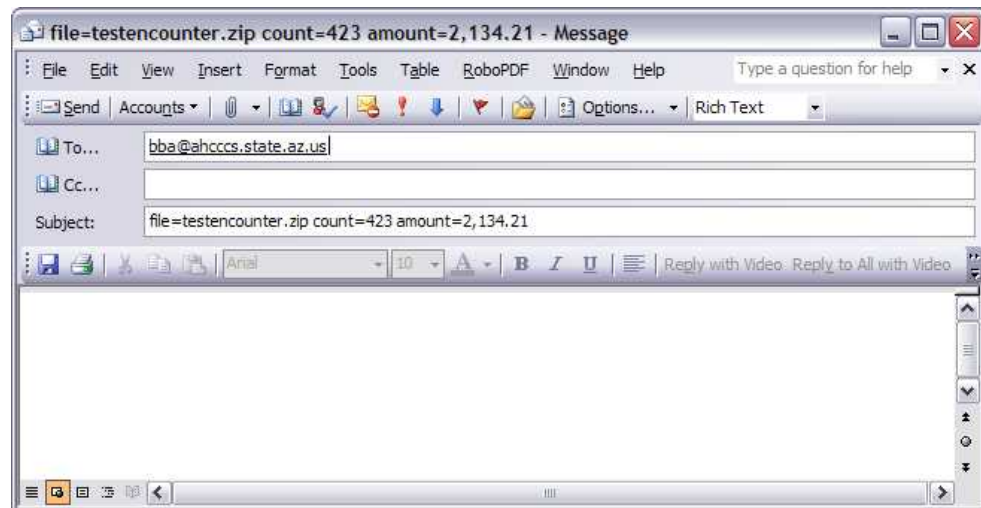 file=testencounter.zip count=423 amount=2,134.21 - Message
File Edit View Insert Format Tools Table RoboPDF Window Help Type a question for help
Send Accounts Options... Rich Text
To... bba@ahcccs.state.az.us
Cc...
Subject: file=testencounter.zip count=423 amount=2,134.21
Arial 10 A B I U Reply with Video Reply to All with Video